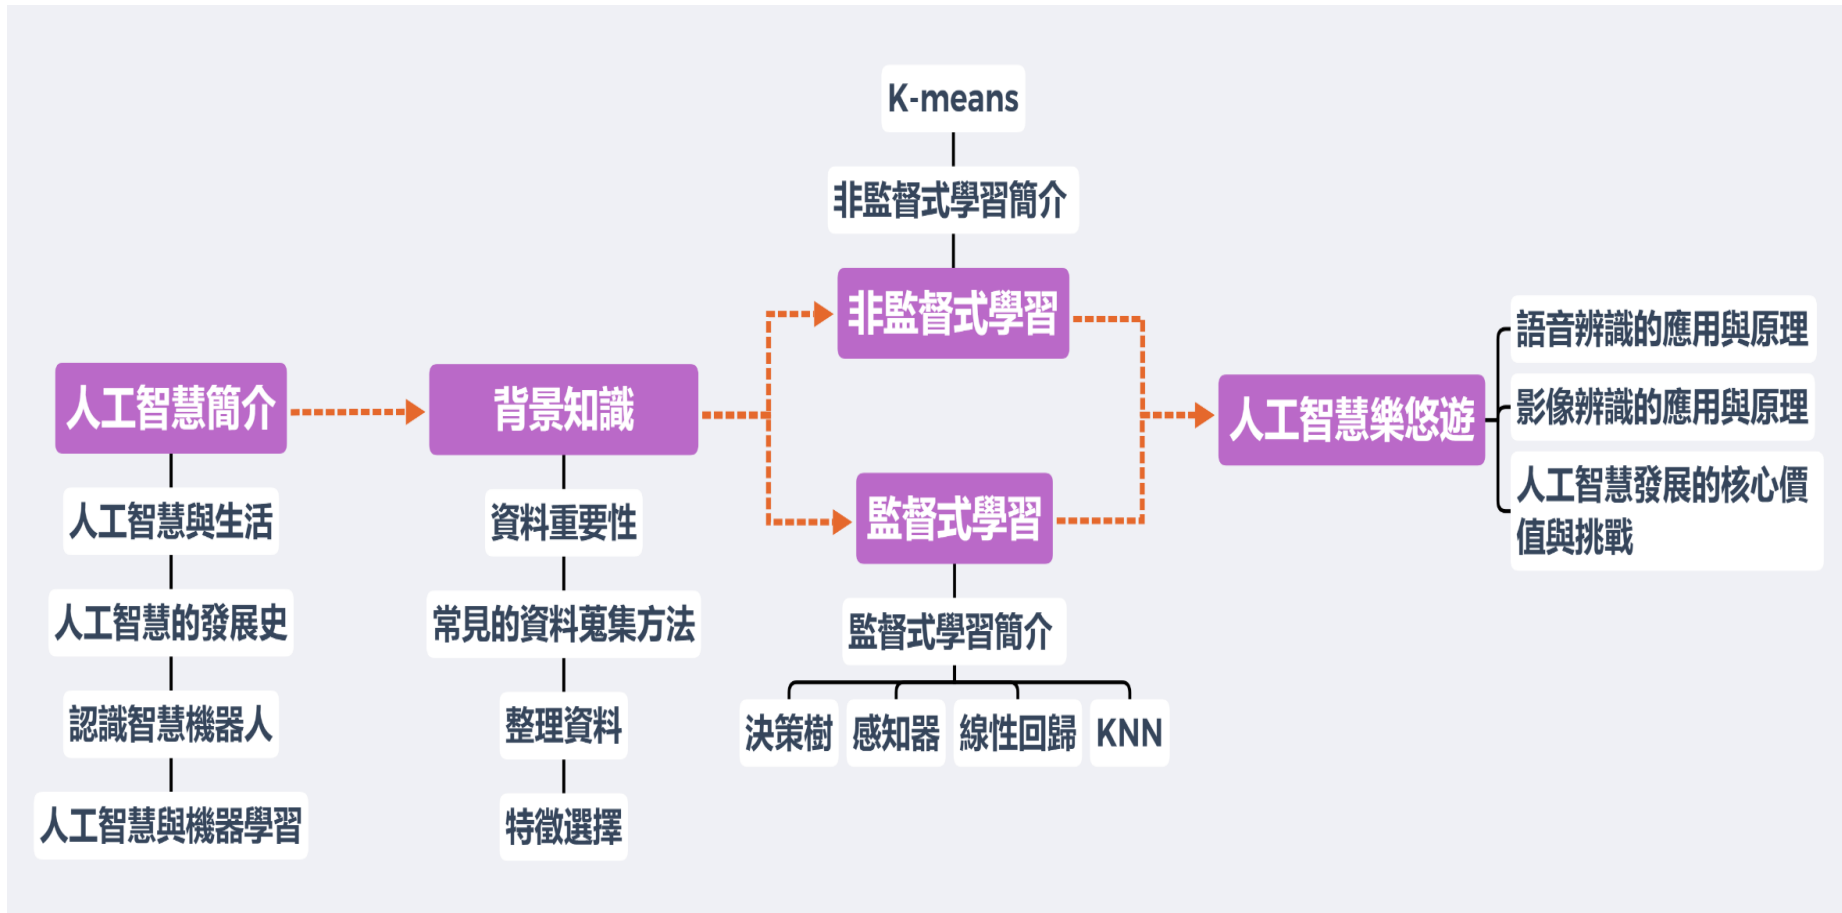 人工智慧簡介
人工智慧與生活
人工智慧的發展史
認識智慧機器人
人工智慧與機器學習
背景知識
資料重要性
常見的資料蒐集方法
整理資料
特徵選擇
K-means
非監督式學習簡介
非監督式學習
監督式學習
監督式學習簡介
決策樹
感知器
線性回歸
KNN
人工智慧樂悠遊
語音辨識的應用與原理
影像辨識的應用與原理
人工智慧發展的核心價
值與挑戰